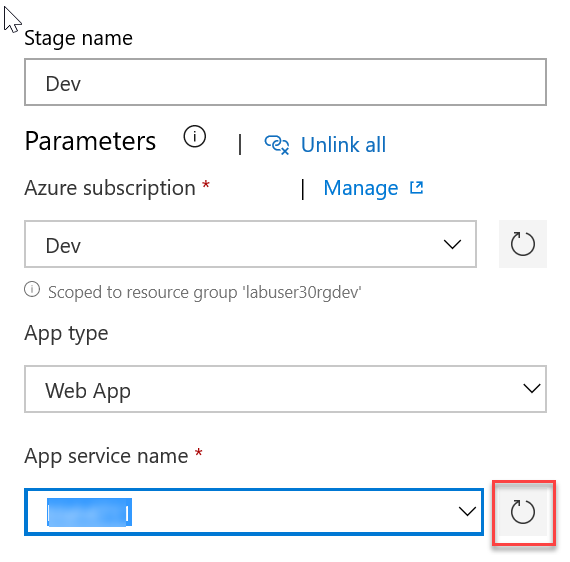 Stage name
Dev
Parameters | Unlink all
Azure subscription * | Manage
Dev
Scoped to resource group 'labuser30rgdev'
App type
Web App
App service name *